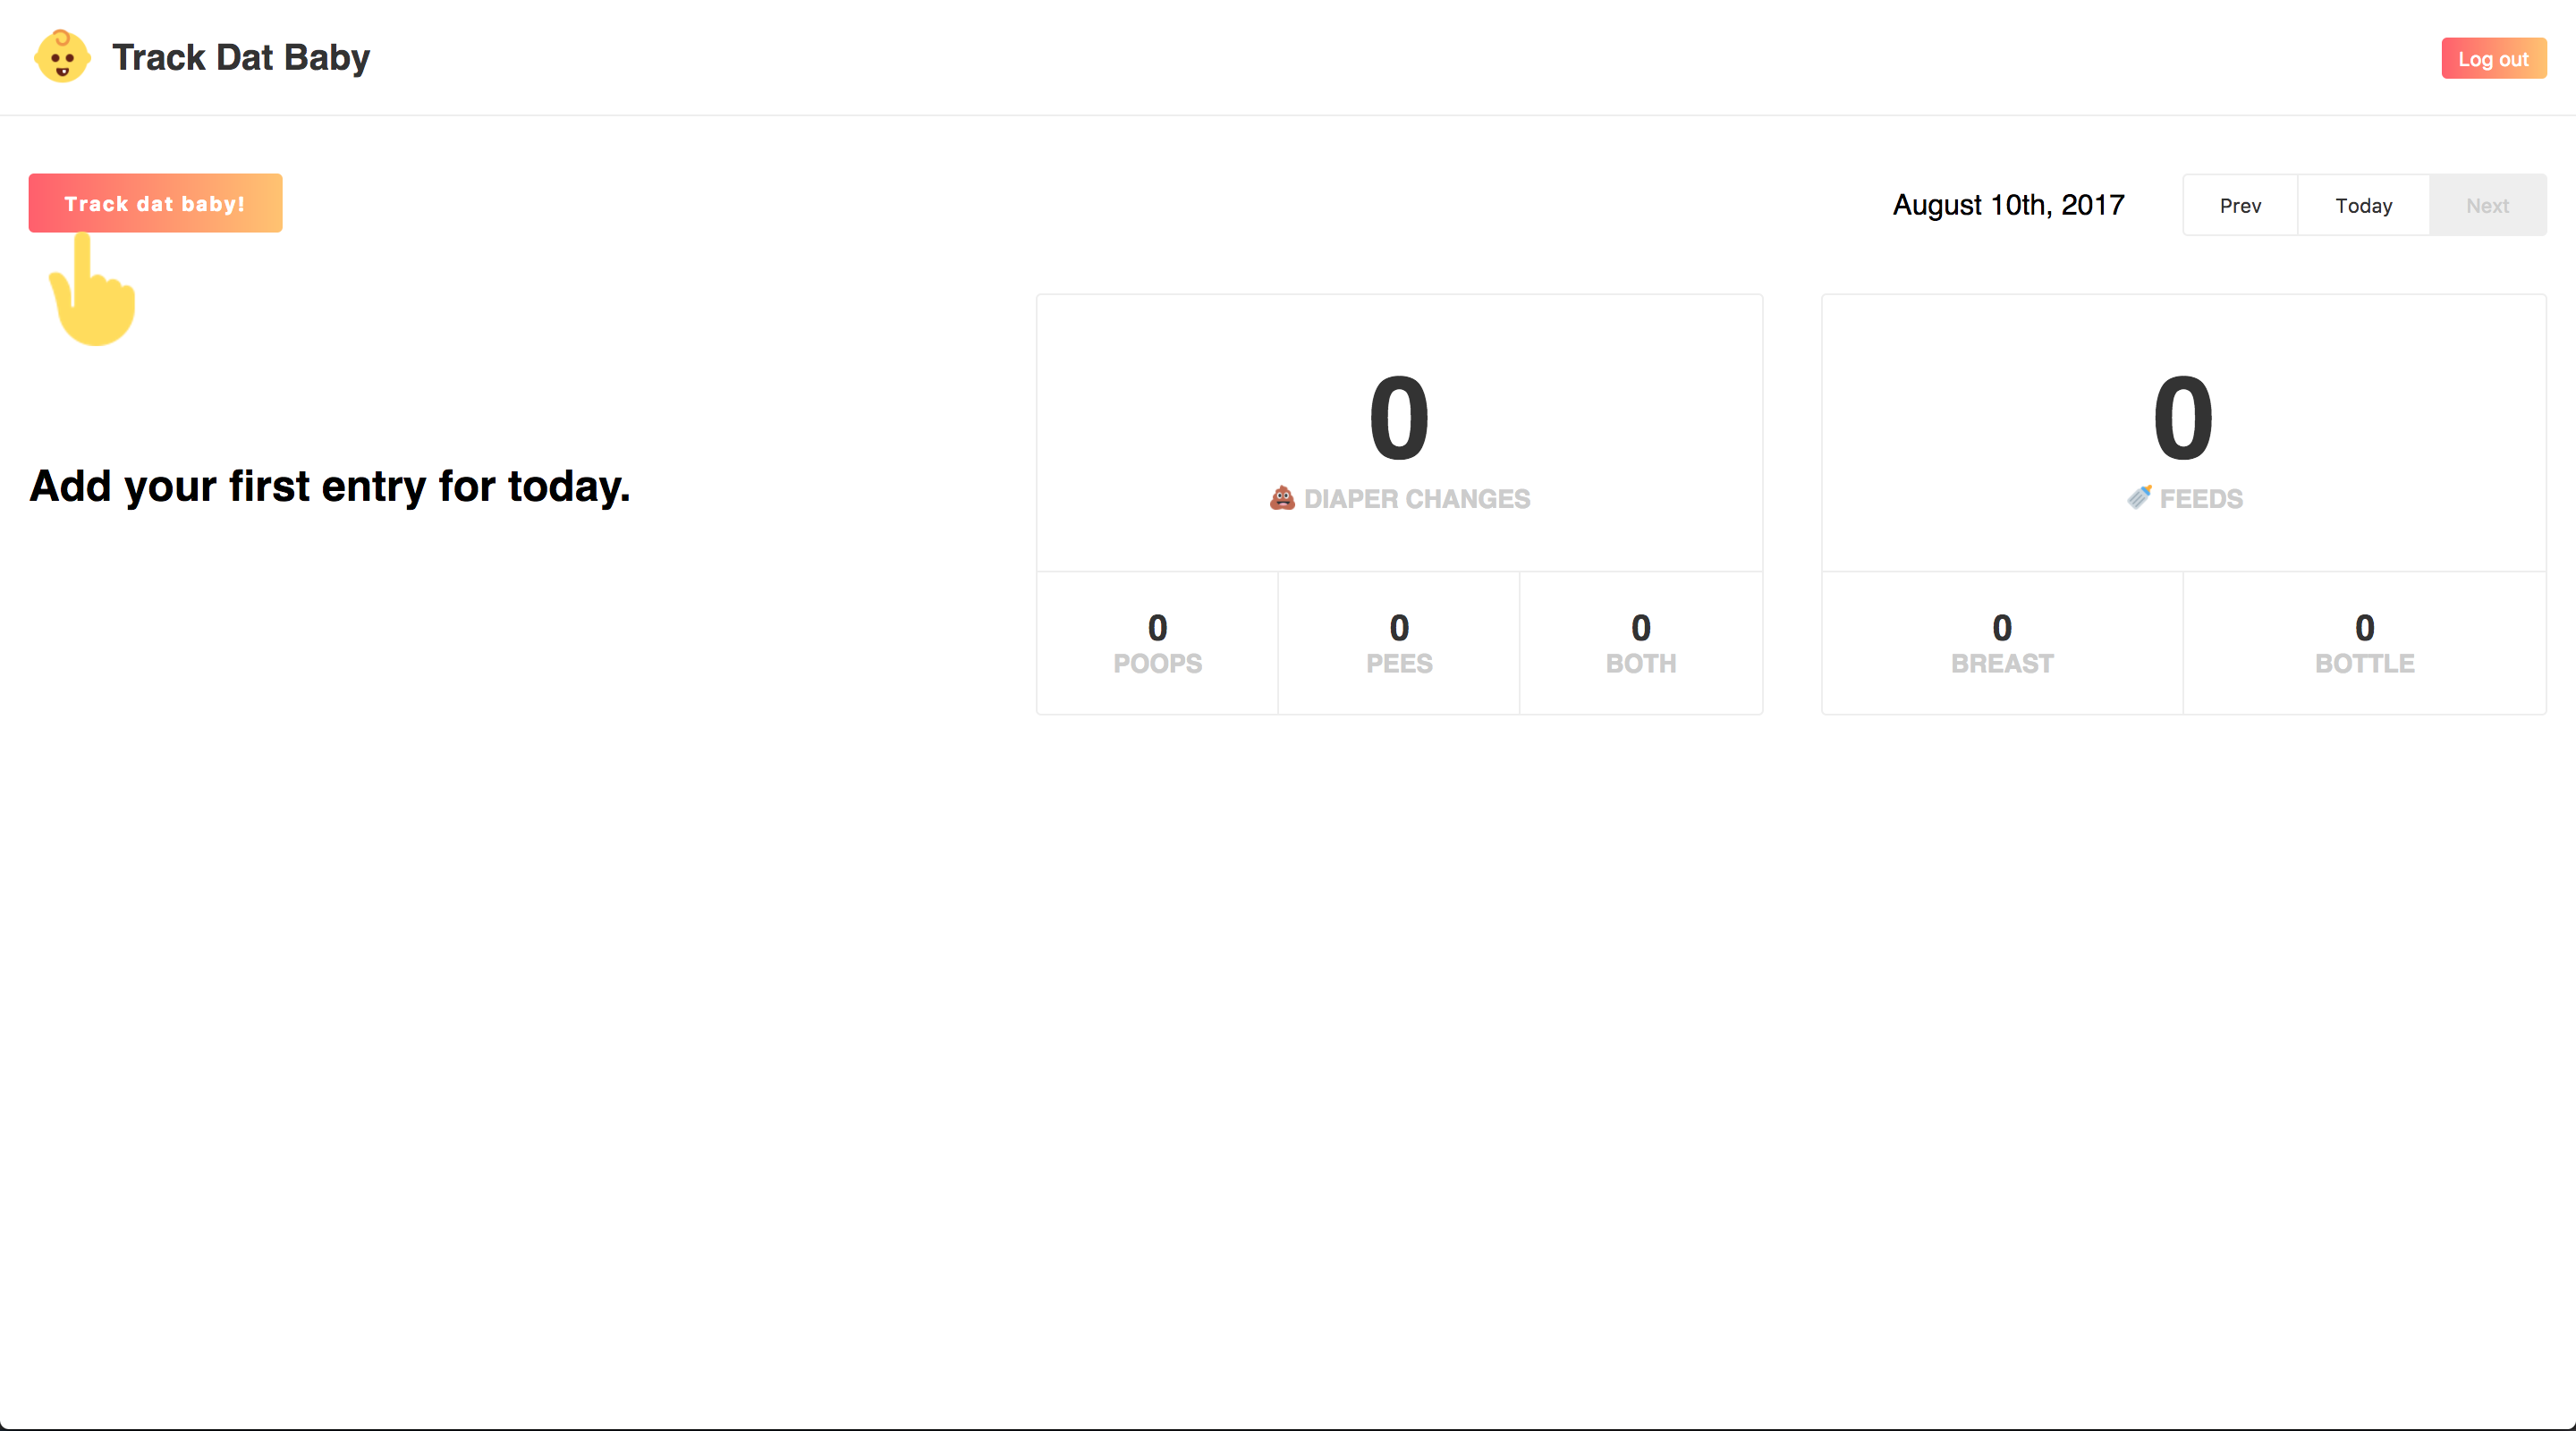 Track Dat Baby
Log out
Track dat baby!
August 10th, 2017
Prev
Today
Next
Add your first entry for today.
0
DIAPER CHANGES
0
POOPS
0
PEES
0
BOTH
0
FEEDS
0
BREAST
0
BOTTLE